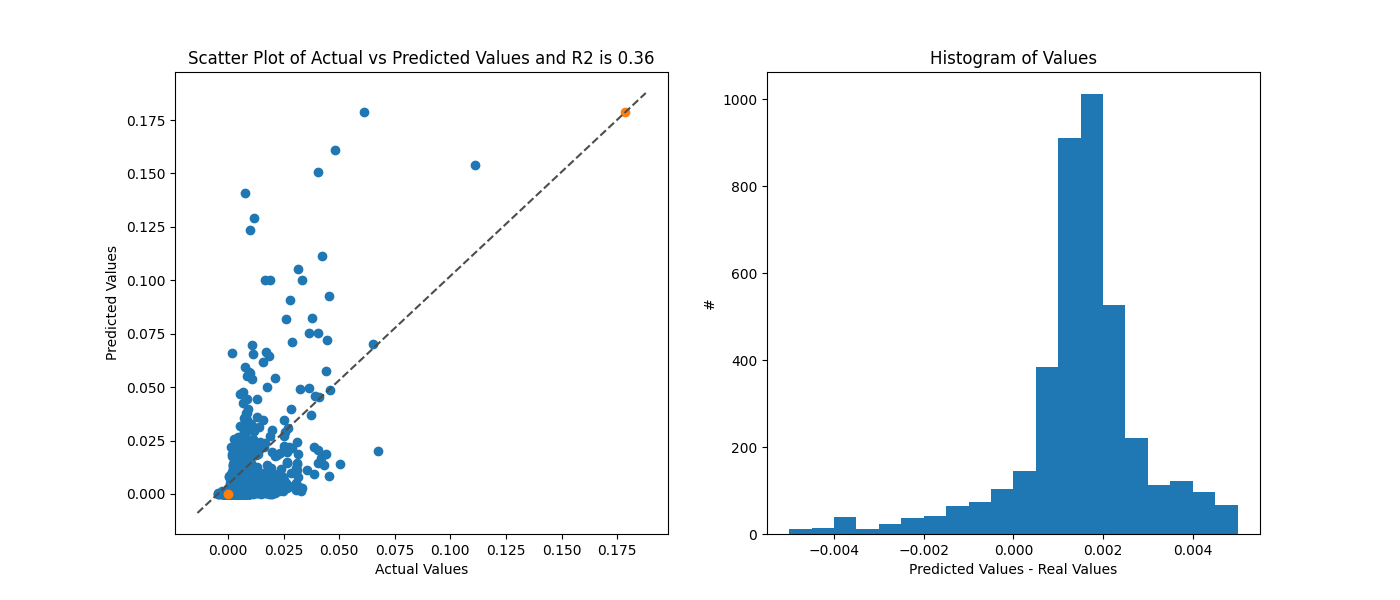 Scatter Plot of Actual vs Predicted Values and R2 is 0.36
Predicted Values
0.175
0.150
0.125
0.100
0.075
0.050
0.025
0.000
0.000 0.025 0.050 0.075 0.100 0.125 0.150 0.175
Actual Values
Histogram of Values
#
1000
800
600
400
200
0
−0.004 −0.002 0.000 0.002 0.004
Predicted Values - Real Values